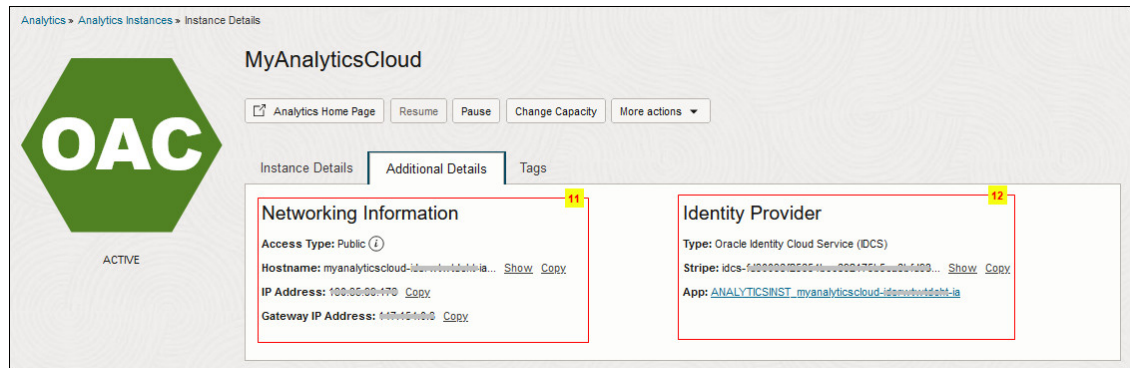 Analytics » Analytics Instances » Instance Details
MyAnalyticsCloud
Analytics Home Page Resume Pause Change Capacity More actions
OAC
Instance Details Additional Details Tags
11
12
Networking Information
Access Type: Public i
Hostname: myanalyticscloud- Show Copy
IP Address: Copy
Gateway IP Address: Copy
Identity Provider
Type: Oracle Identity Cloud Service (IDCS)
Stripe: idcs- Show Copy
App: ANALYTICSINST_myanalyticscloud- -ia
ACTIVE